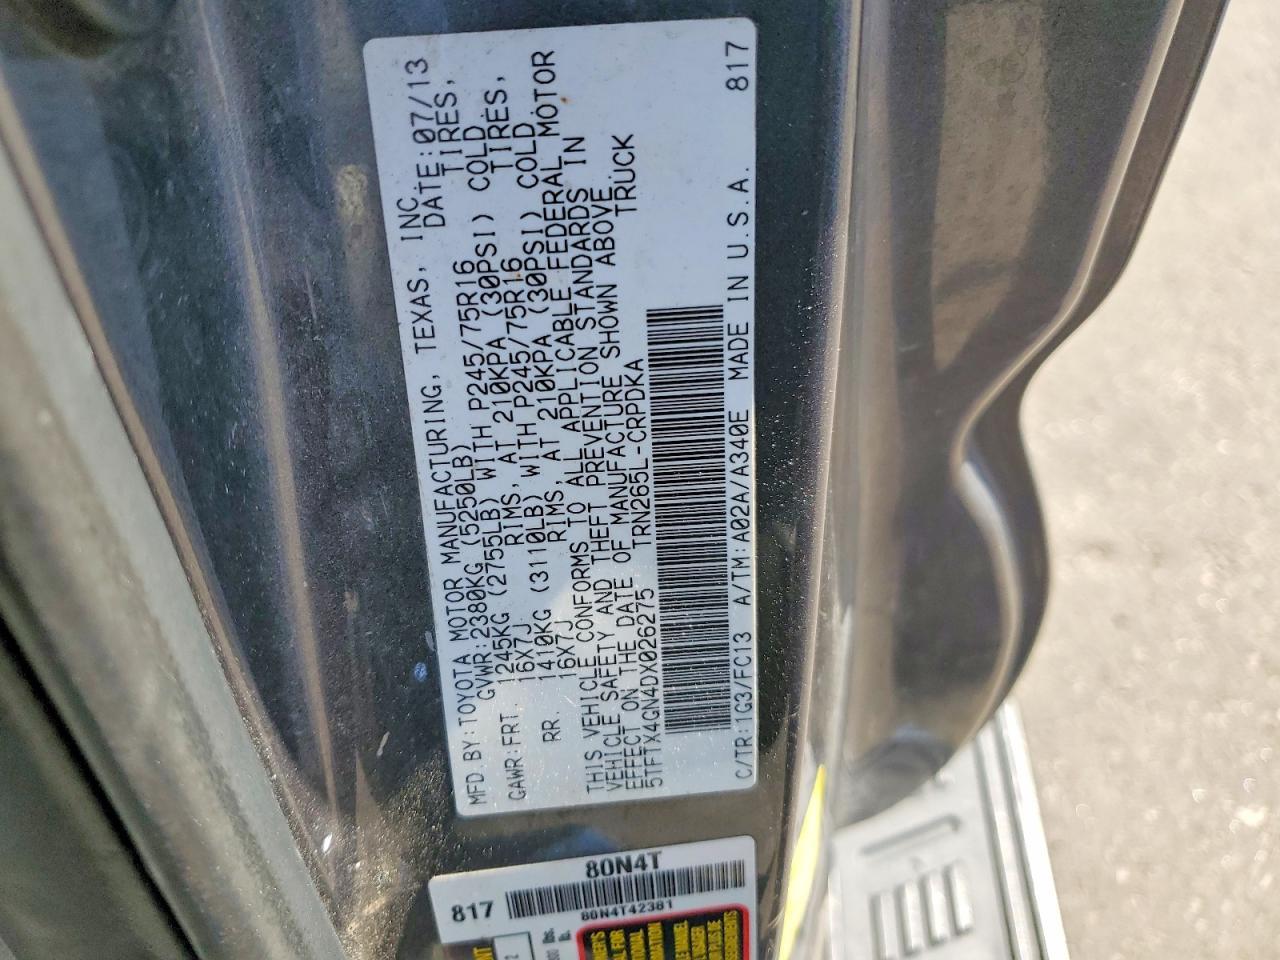 MFD BY:TOYOTA MOTOR MANUFACTURING, TEXAS, INC.
GVWR:2380KG (5250LB) DATE:07/13
GAWR:FRT. 1245KG (2755LB) WITH P245/75R16 TIRES,
16X7J RIMS, AT 210KPA (30PSI) COLD
RR. 1410KG (3110LB) WITH P245/75R16 TIRES,
16X7J RIMS, AT 210KPA (30PSI) COLD
THIS VEHICLE CONFORMS TO ALL APPLICABLE FEDERAL MOTOR
VEHICLE SAFETY AND THEFT PREVENTION STANDARDS IN
EFFECT ON THE DATE OF MANUFACTURE SHOWN ABOVE
5TFTX4GN4DX026275 TRN265L-CRPDKA TRUCK
C/TR:1G3/FC13 A/TM:A02A/A340E MADE IN U.S.A. 817
80N4T
817
80N4T42381